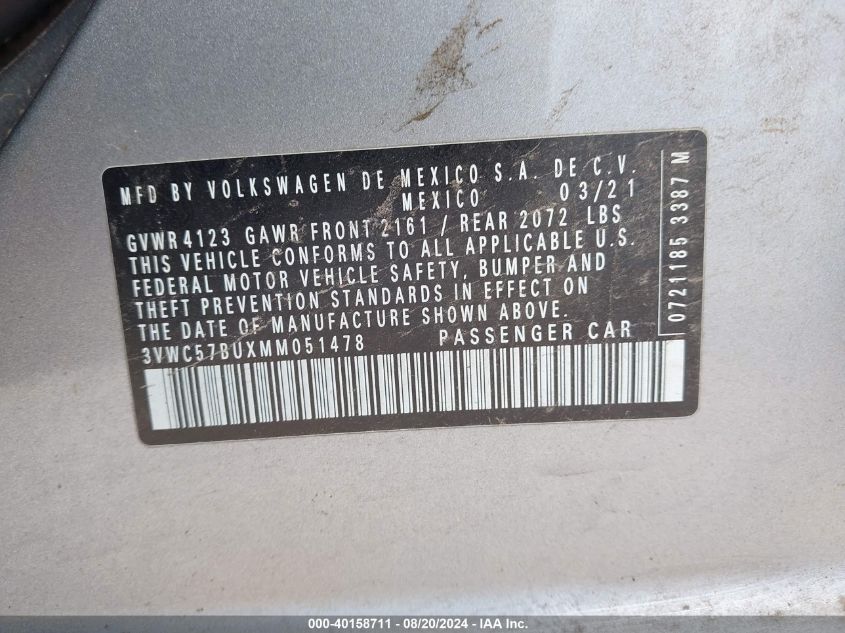 MFD BY VOLKSWAGEN DE MEXICO S.A. DE C.V.
MEXICO 03/21
GVWR4123 GAWR FRONT2161 / REAR 2072 LBS
THIS VEHICLE CONFORMS TO ALL APPLICABLE U.S.
FEDERAL MOTOR VEHICLE SAFETY, BUMPER AND
THEFT PREVENTION STANDARDS IN EFFECT ON
THE DATE OF MANUFACTURE SHOWN ABOVE.
3VWC57BUXMM051478 PASSENGER CAR
0721185 3387 M
000-40158711 - 08/20/2024 - IAA Inc.